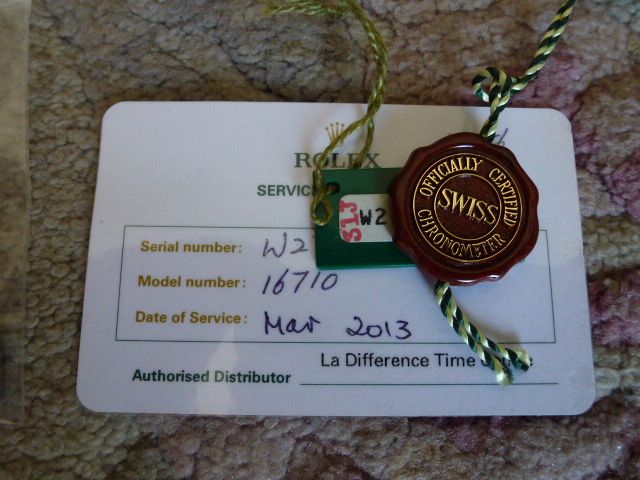 ROLEX
SERVICE
Serial number: W2
Model number: 16710
Date of Service: Mar 2013
La Difference Time
Authorised Distributor
W2
OFFICIALLY CERTIFIED
SWISS
CHRONOMETER